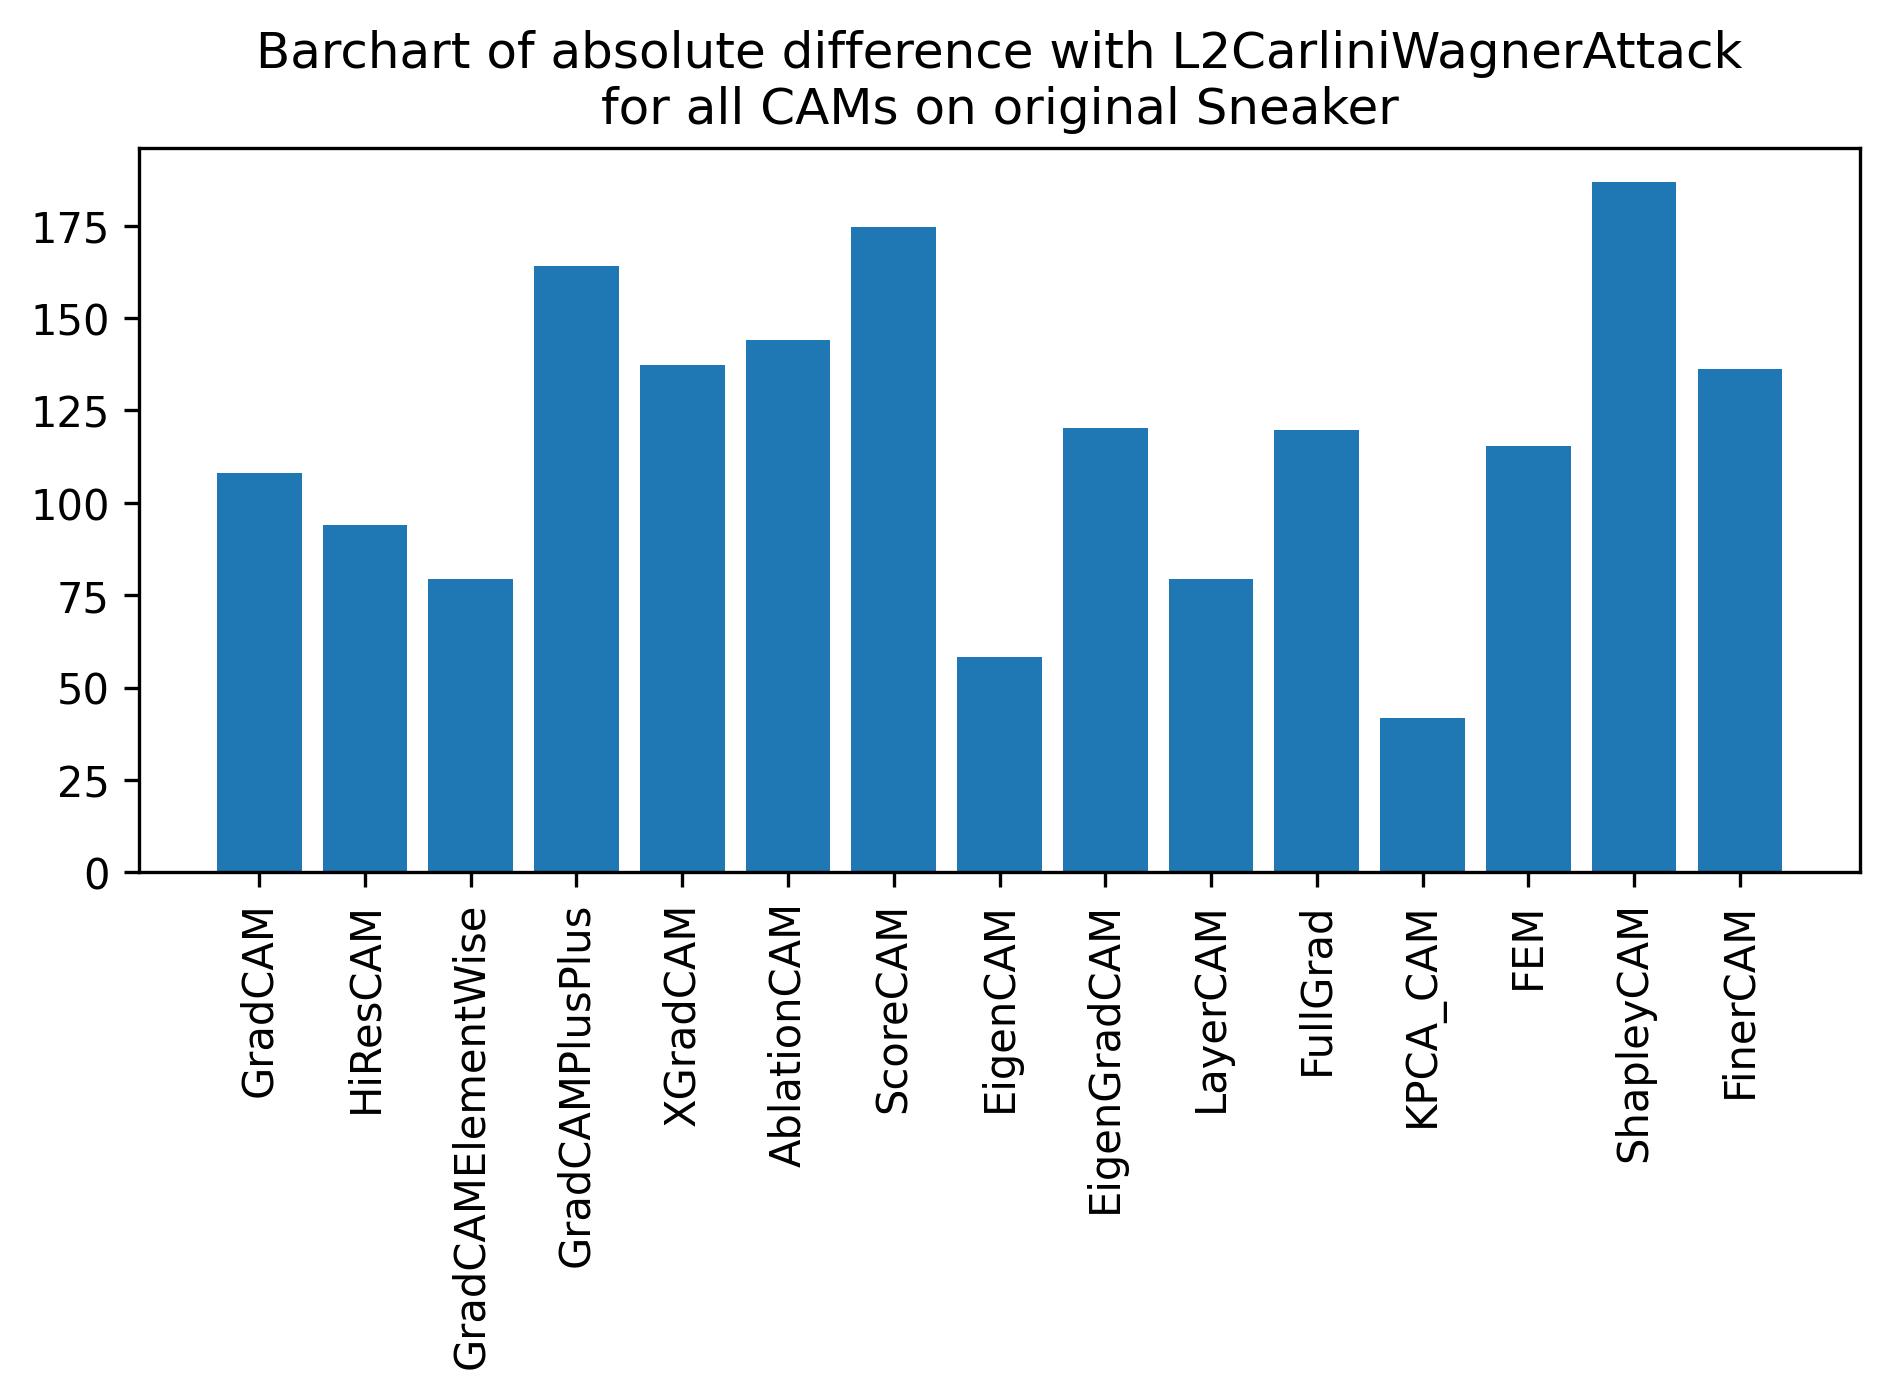 Barchart of absolute difference with L2CarliniWagnerAttack
for all CAMs on original Sneaker
175
150
125
100
75
50
25
0
GradCAM
HiResCAM
GradCAMElementWise
GradCAMPlusPlus
XGradCAM
AblationCAM
ScoreCAM
EigenCAM
EigenGradCAM
LayerCAM
FullGrad
KPCA_CAM
FEM
ShapleyCAM
FinerCAM